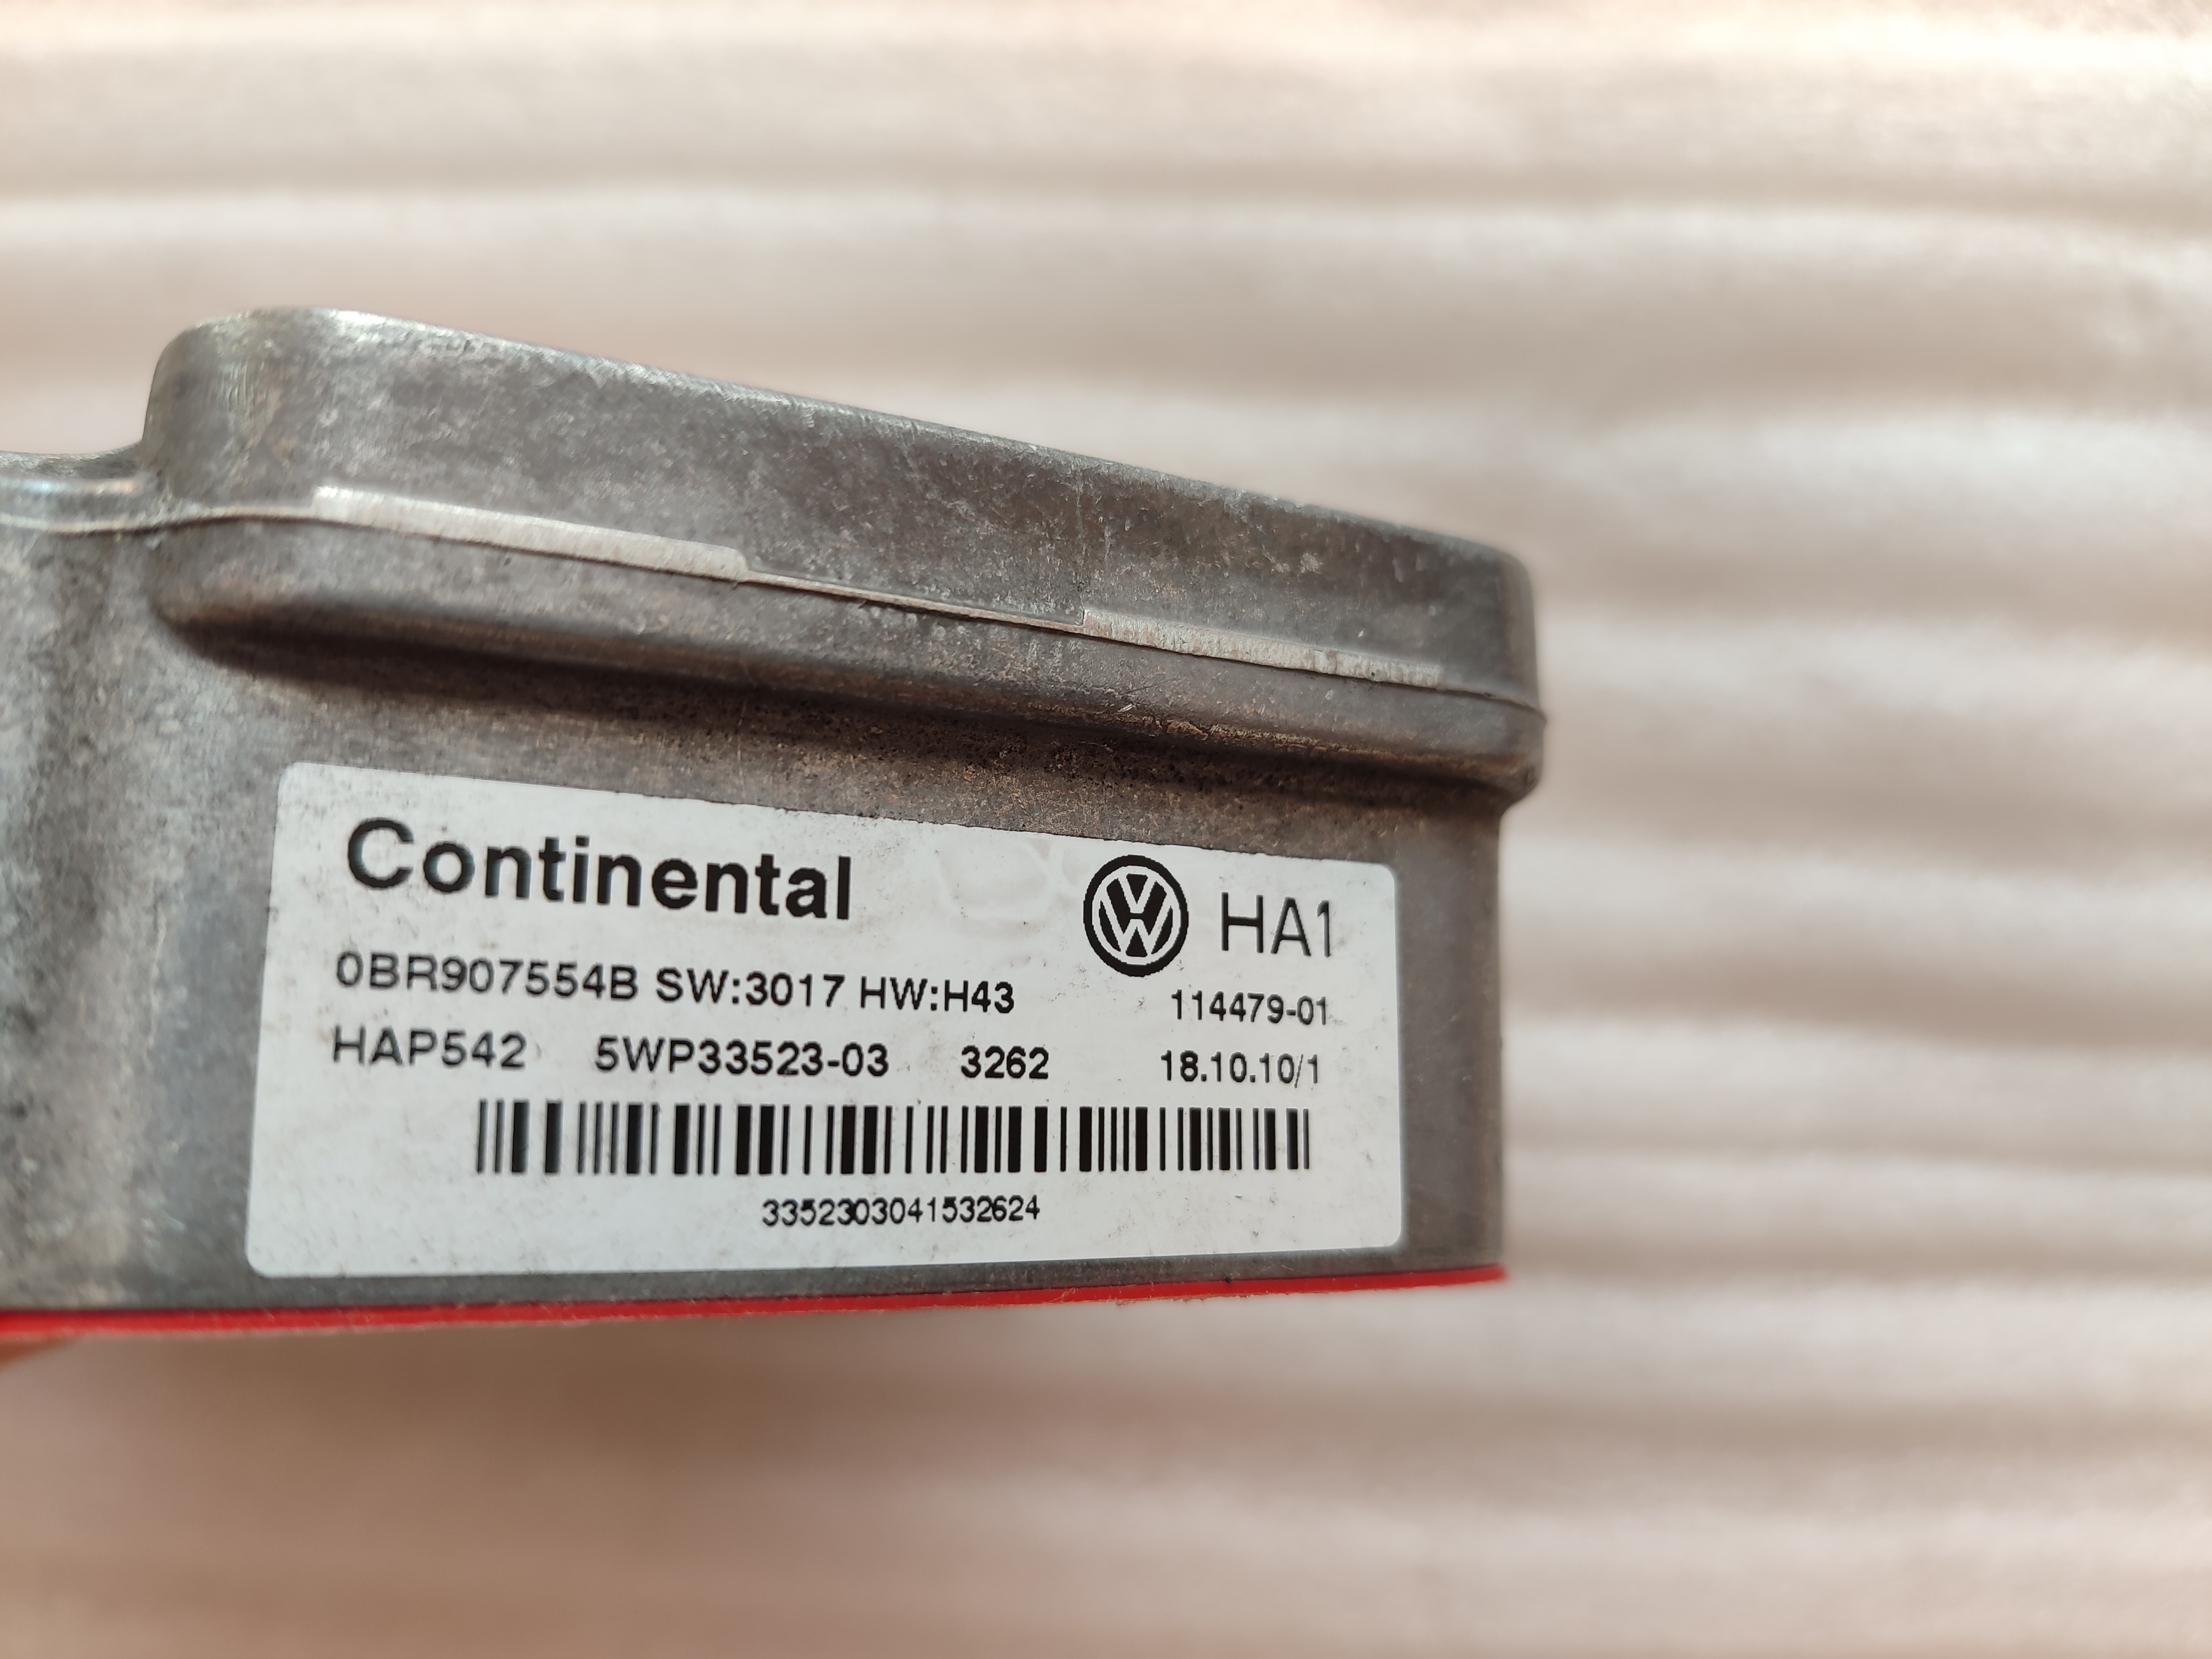 Continental
HA1
0BR907554B SW:3017 HW:H43
114479-01
HAP542 5WP33523-03 3262
18.10.10/1
3352303041532624